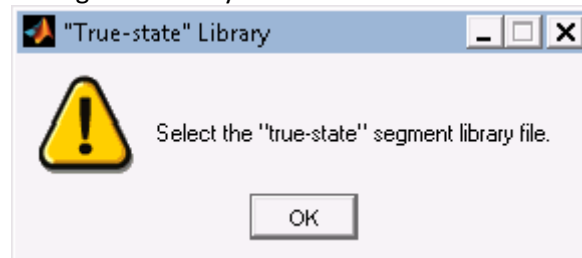 "True-state" Library
Select the "true-state" segment library file.
OK